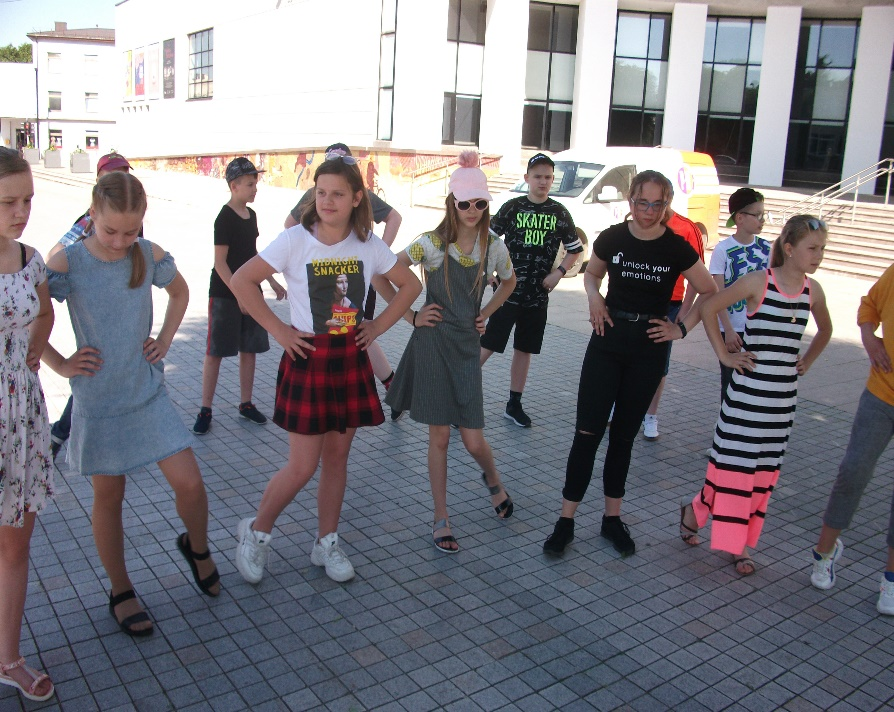 MIDNIGHT
SNACKER
SKATER
BOY
unlock your
emotions